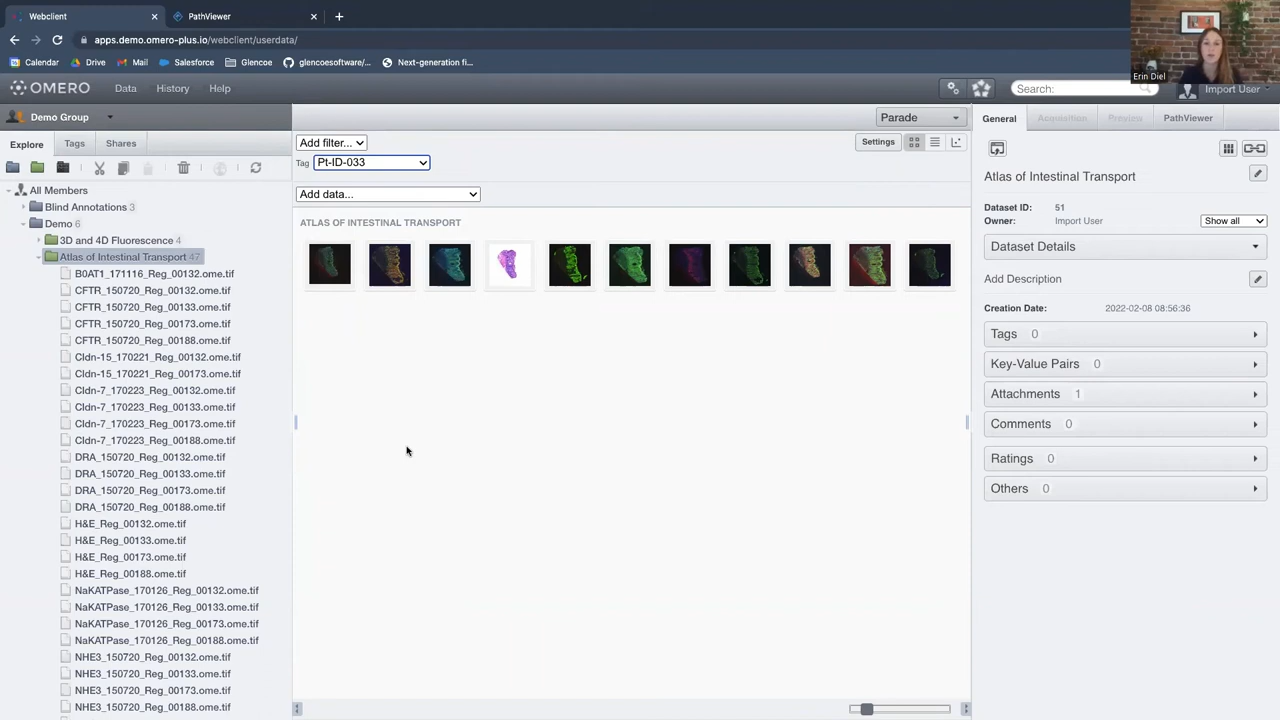 Webclient
PathViewer
apps.demo.omero-plus.io/webclient/userdata/
Calendar Drive Mail Salesforce Glencoe glencoesoftware/... Next-generation fi...
Erin Diel
OMERO Data History Help Search: Import User
Demo Group
Parade
Explore Tags Shares
All Members
Blind Annotations 3
Demo 6
3D and 4D Fluorescence 4
Atlas of Intestinal Transport 47
B0AT1_171116_Reg_00132.ome.tif
CFTR_150720_Reg_00132.ome.tif
CFTR_150720_Reg_00133.ome.tif
CFTR_150720_Reg_00173.ome.tif
CFTR_150720_Reg_00188.ome.tif
Cldn-15_170221_Reg_00132.ome.tif
Cldn-15_170221_Reg_00173.ome.tif
Cldn-7_170223_Reg_00132.ome.tif
Cldn-7_170223_Reg_00133.ome.tif
Cldn-7_170223_Reg_00173.ome.tif
Cldn-7_170223_Reg_00188.ome.tif
DRA_150720_Reg_00132.ome.tif
DRA_150720_Reg_00133.ome.tif
DRA_150720_Reg_00173.ome.tif
DRA_150720_Reg_00188.ome.tif
H&E_Reg_00132.ome.tif
H&E_Reg_00133.ome.tif
H&E_Reg_00173.ome.tif
H&E_Reg_00188.ome.tif
NaKATPase_170126_Reg_00132.ome.tif
NaKATPase_170126_Reg_00133.ome.tif
NaKATPase_170126_Reg_00173.ome.tif
NaKATPase_170126_Reg_00188.ome.tif
NHE3_150720_Reg_00132.ome.tif
NHE3_150720_Reg_00133.ome.tif
NHE3_150720_Reg_00173.ome.tif
NHE3_150720_Reg_00188.ome.tif
Add filter...
Settings
Tag Pt-ID-033
Add data...
ATLAS OF INTESTINAL TRANSPORT
General Acquisition Preview PathViewer
Atlas of Intestinal Transport
Dataset ID: 51
Owner: Import User Show all
Dataset Details
Add Description
Creation Date: 2022-02-08 08:56:36
Tags 0
Key-Value Pairs 0
Attachments 1
Comments 0
Ratings 0
Others 0